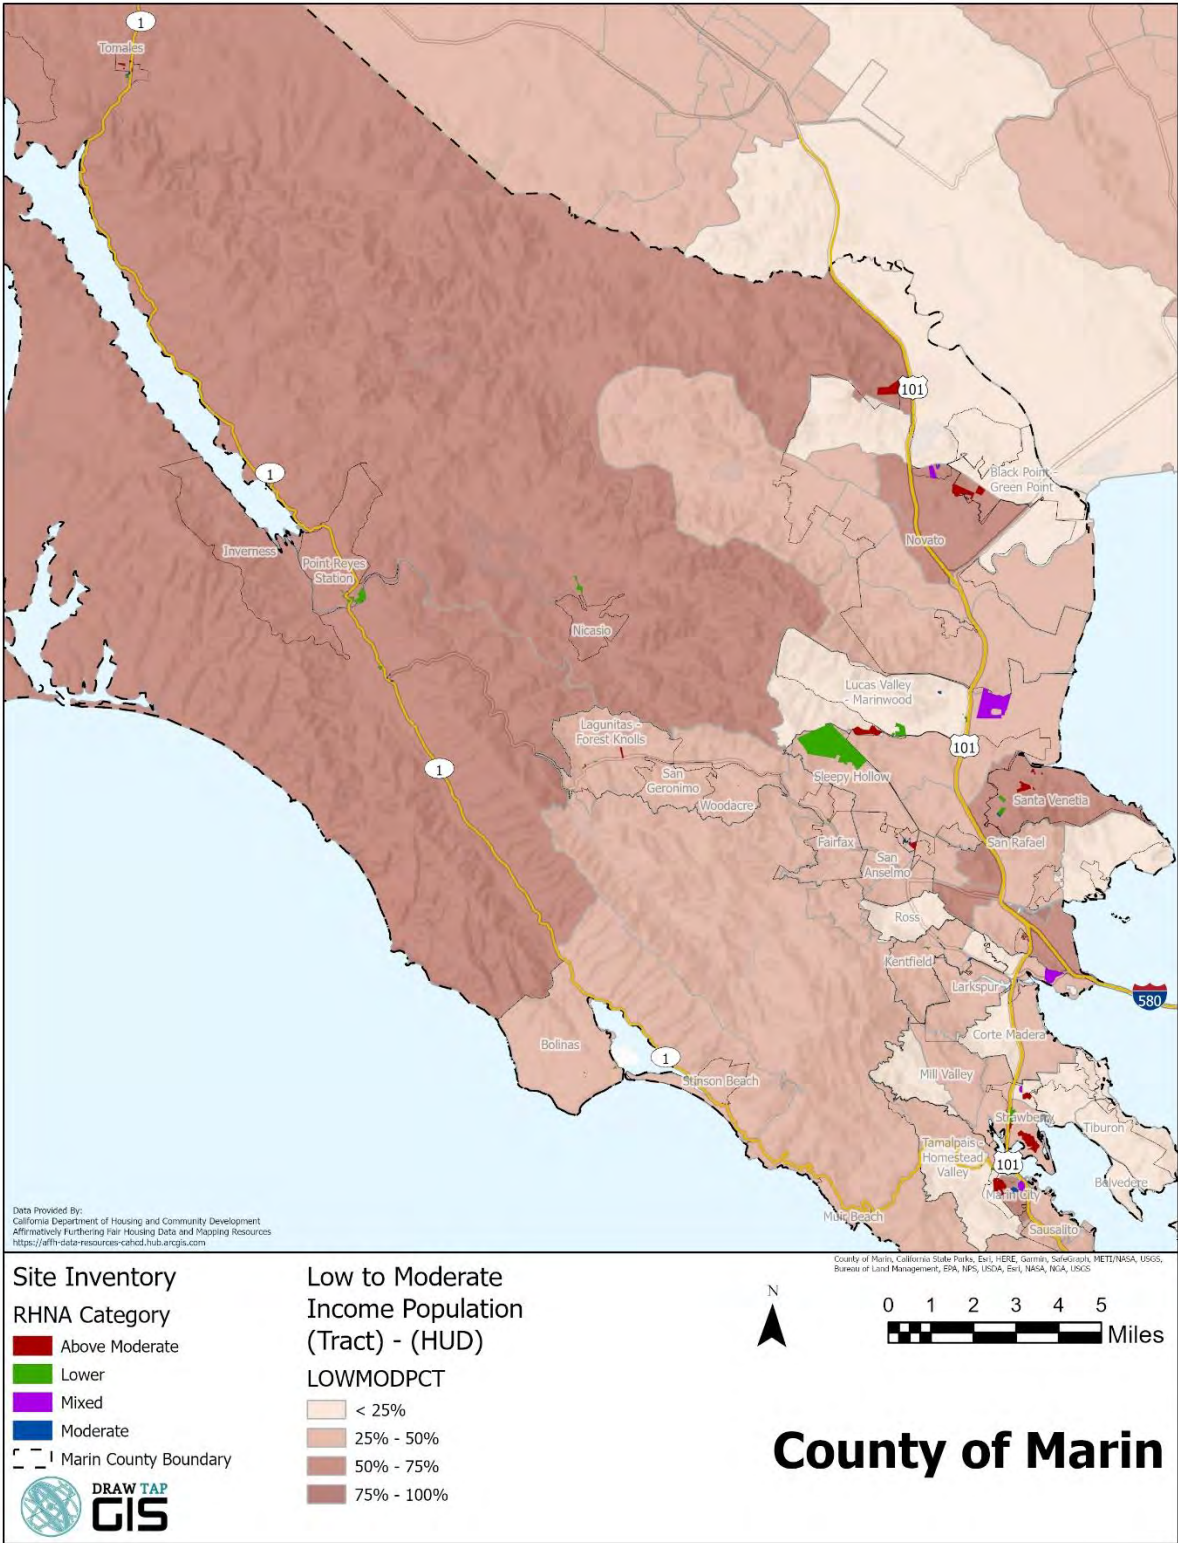 1
Tomales
101
Black Point -
Green Point
1
Inverness
Point Reyes
Station
Novato
Nicasio
Lucas Valley
- Marinwood
Lagunitas -
Forest Knolls
101
1
San
Geronimo
Sleepy Hollow
Woodacre
Santa Venetia
Fairfax
San Rafael
San
Anselmo
Ross
Kentfield
Larkspur
580
Corte Madera
Bolinas
1
Stinson Beach
Mill Valley
Strawberry
Tiburon
Tamalpais -
Homestead
Valley
101
Belvedere
Marin City
Muir Beach
Sausalito
Data Provided By:
California Department of Housing and Community Development
Affirmatively Furthering Fair Housing Data and Mapping Resources
https://affh-data-resources-cahcd.hub.arcgis.com
County of Marin, California State Parks, Esri, HERE, Garmin, SafeGraph, METI/NASA, USGS,
Bureau of Land Management, EPA, NPS, USDA, Esri, NASA, NGA, USGS
Site Inventory
RHNA Category
Above Moderate
Lower
Mixed
Moderate
Marin County Boundary
DRAW TAP
GIS
Low to Moderate
Income Population
(Tract) - (HUD)
LOWMODPCT
< 25%
25% - 50%
50% - 75%
75% - 100%
N
0 1 2 3 4 5
Miles
County of Marin